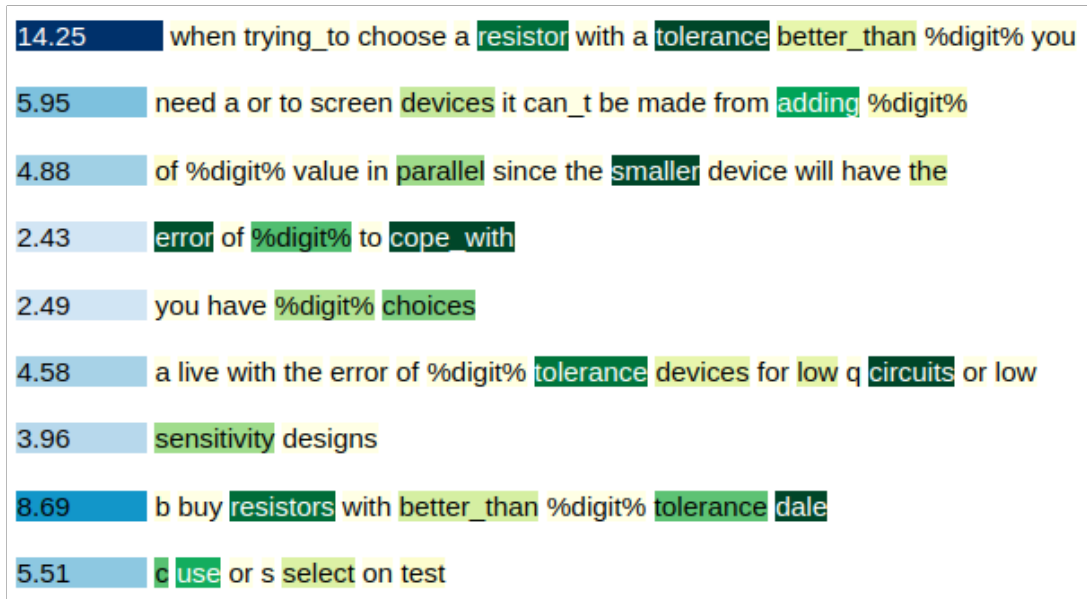 14.25 when trying_to choose a resistor with a tolerance better_than %digit% you
5.95 need a or to screen devices it can_t be made from adding %digit%
4.88 of %digit% value in parallel since the smaller device will have the
2.43 error of %digit% to cope_with
2.49 you have %digit% choices
4.58 a live with the error of %digit% tolerance devices for low q circuits or low
3.96 sensitivity designs
8.69 b buy resistors with better_than %digit% tolerance dale
5.51 c use or s select on test